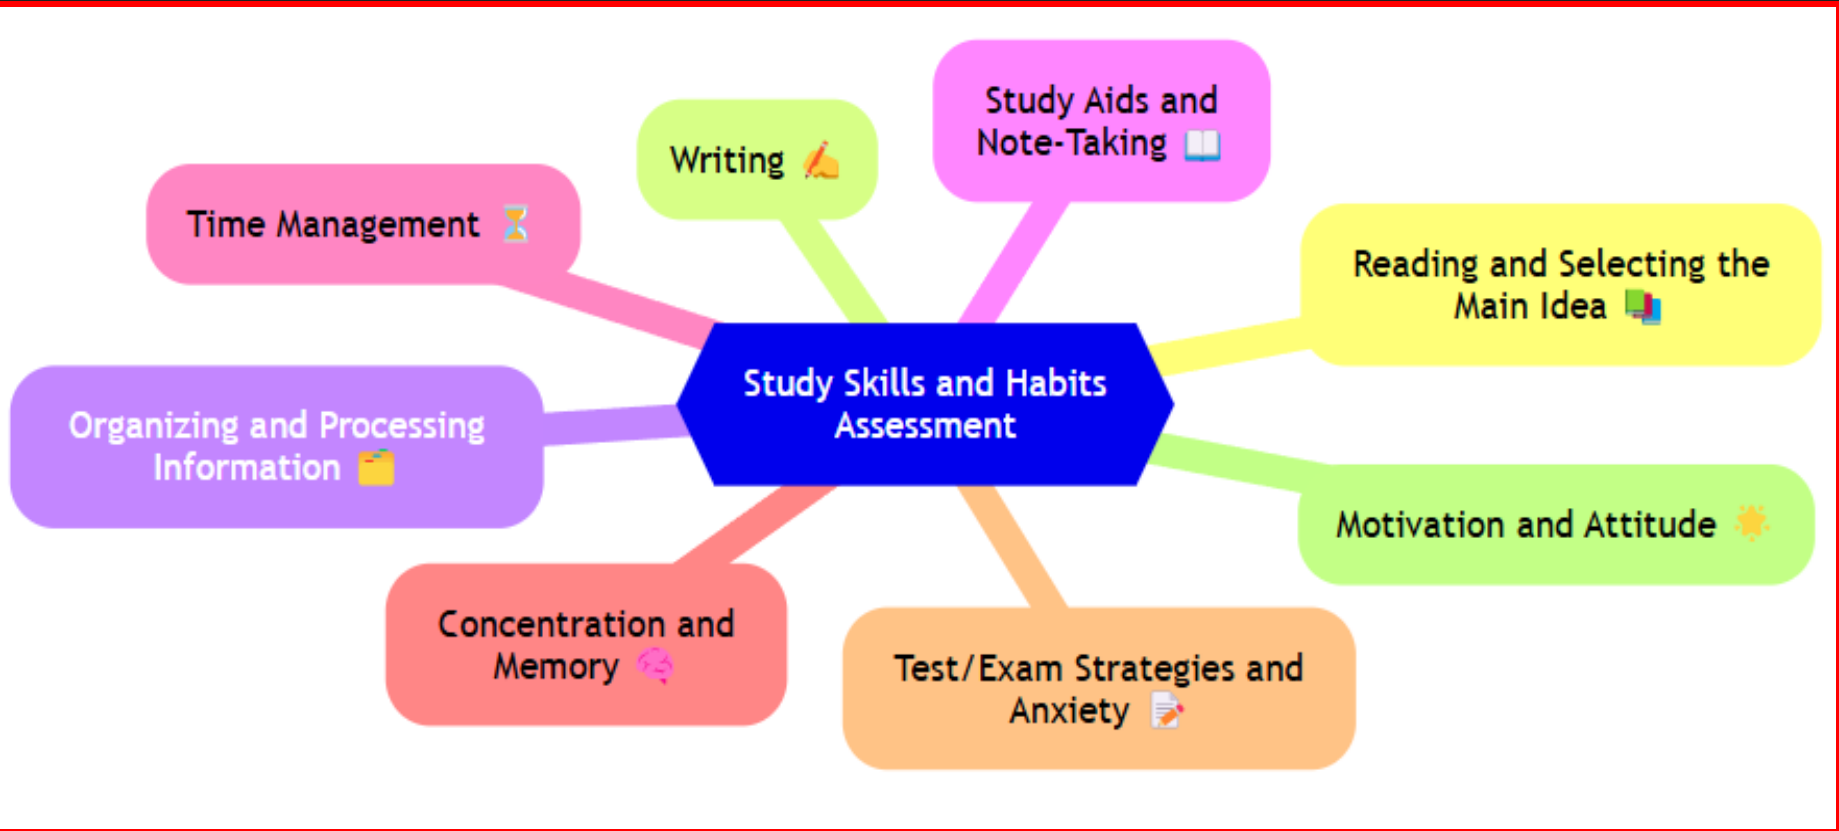 Study Aids and
Note-Taking
Writing
Time Management
Reading and Selecting the
Main Idea
Study Skills and Habits
Assessment
Organizing and Processing
Information
Motivation and Attitude
Concentration and
Memory
Test/Exam Strategies and
Anxiety